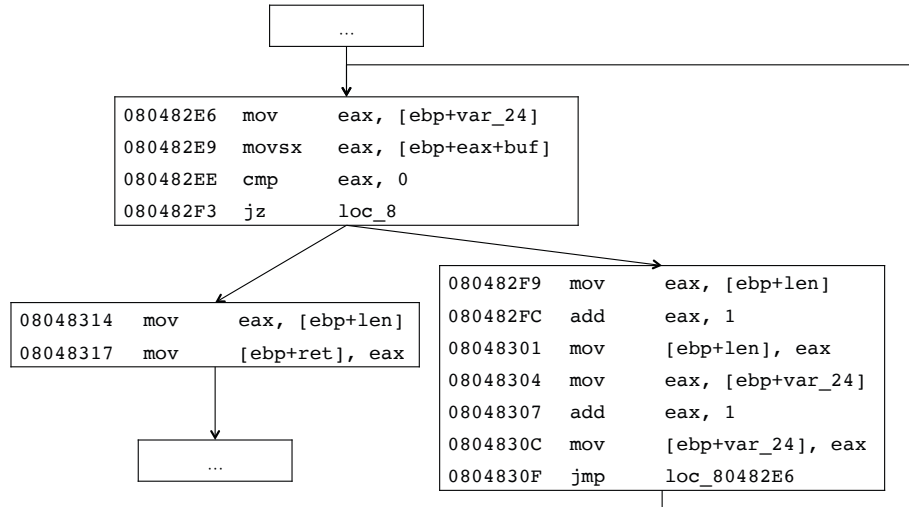 ...
080482E6 mov eax, [ebp+var_24]
080482E9 movsx eax, [ebp+eax+buf]
080482EE cmp eax, 0
080482F3 jz loc_8
08048314 mov eax, [ebp+len]
08048317 mov [ebp+ret], eax
...
080482F9 mov eax, [ebp+len]
080482FC add eax, 1
08048301 mov [ebp+len], eax
08048304 mov eax, [ebp+var_24]
08048307 add eax, 1
0804830C mov [ebp+var_24], eax
0804830F jmp loc_80482E6